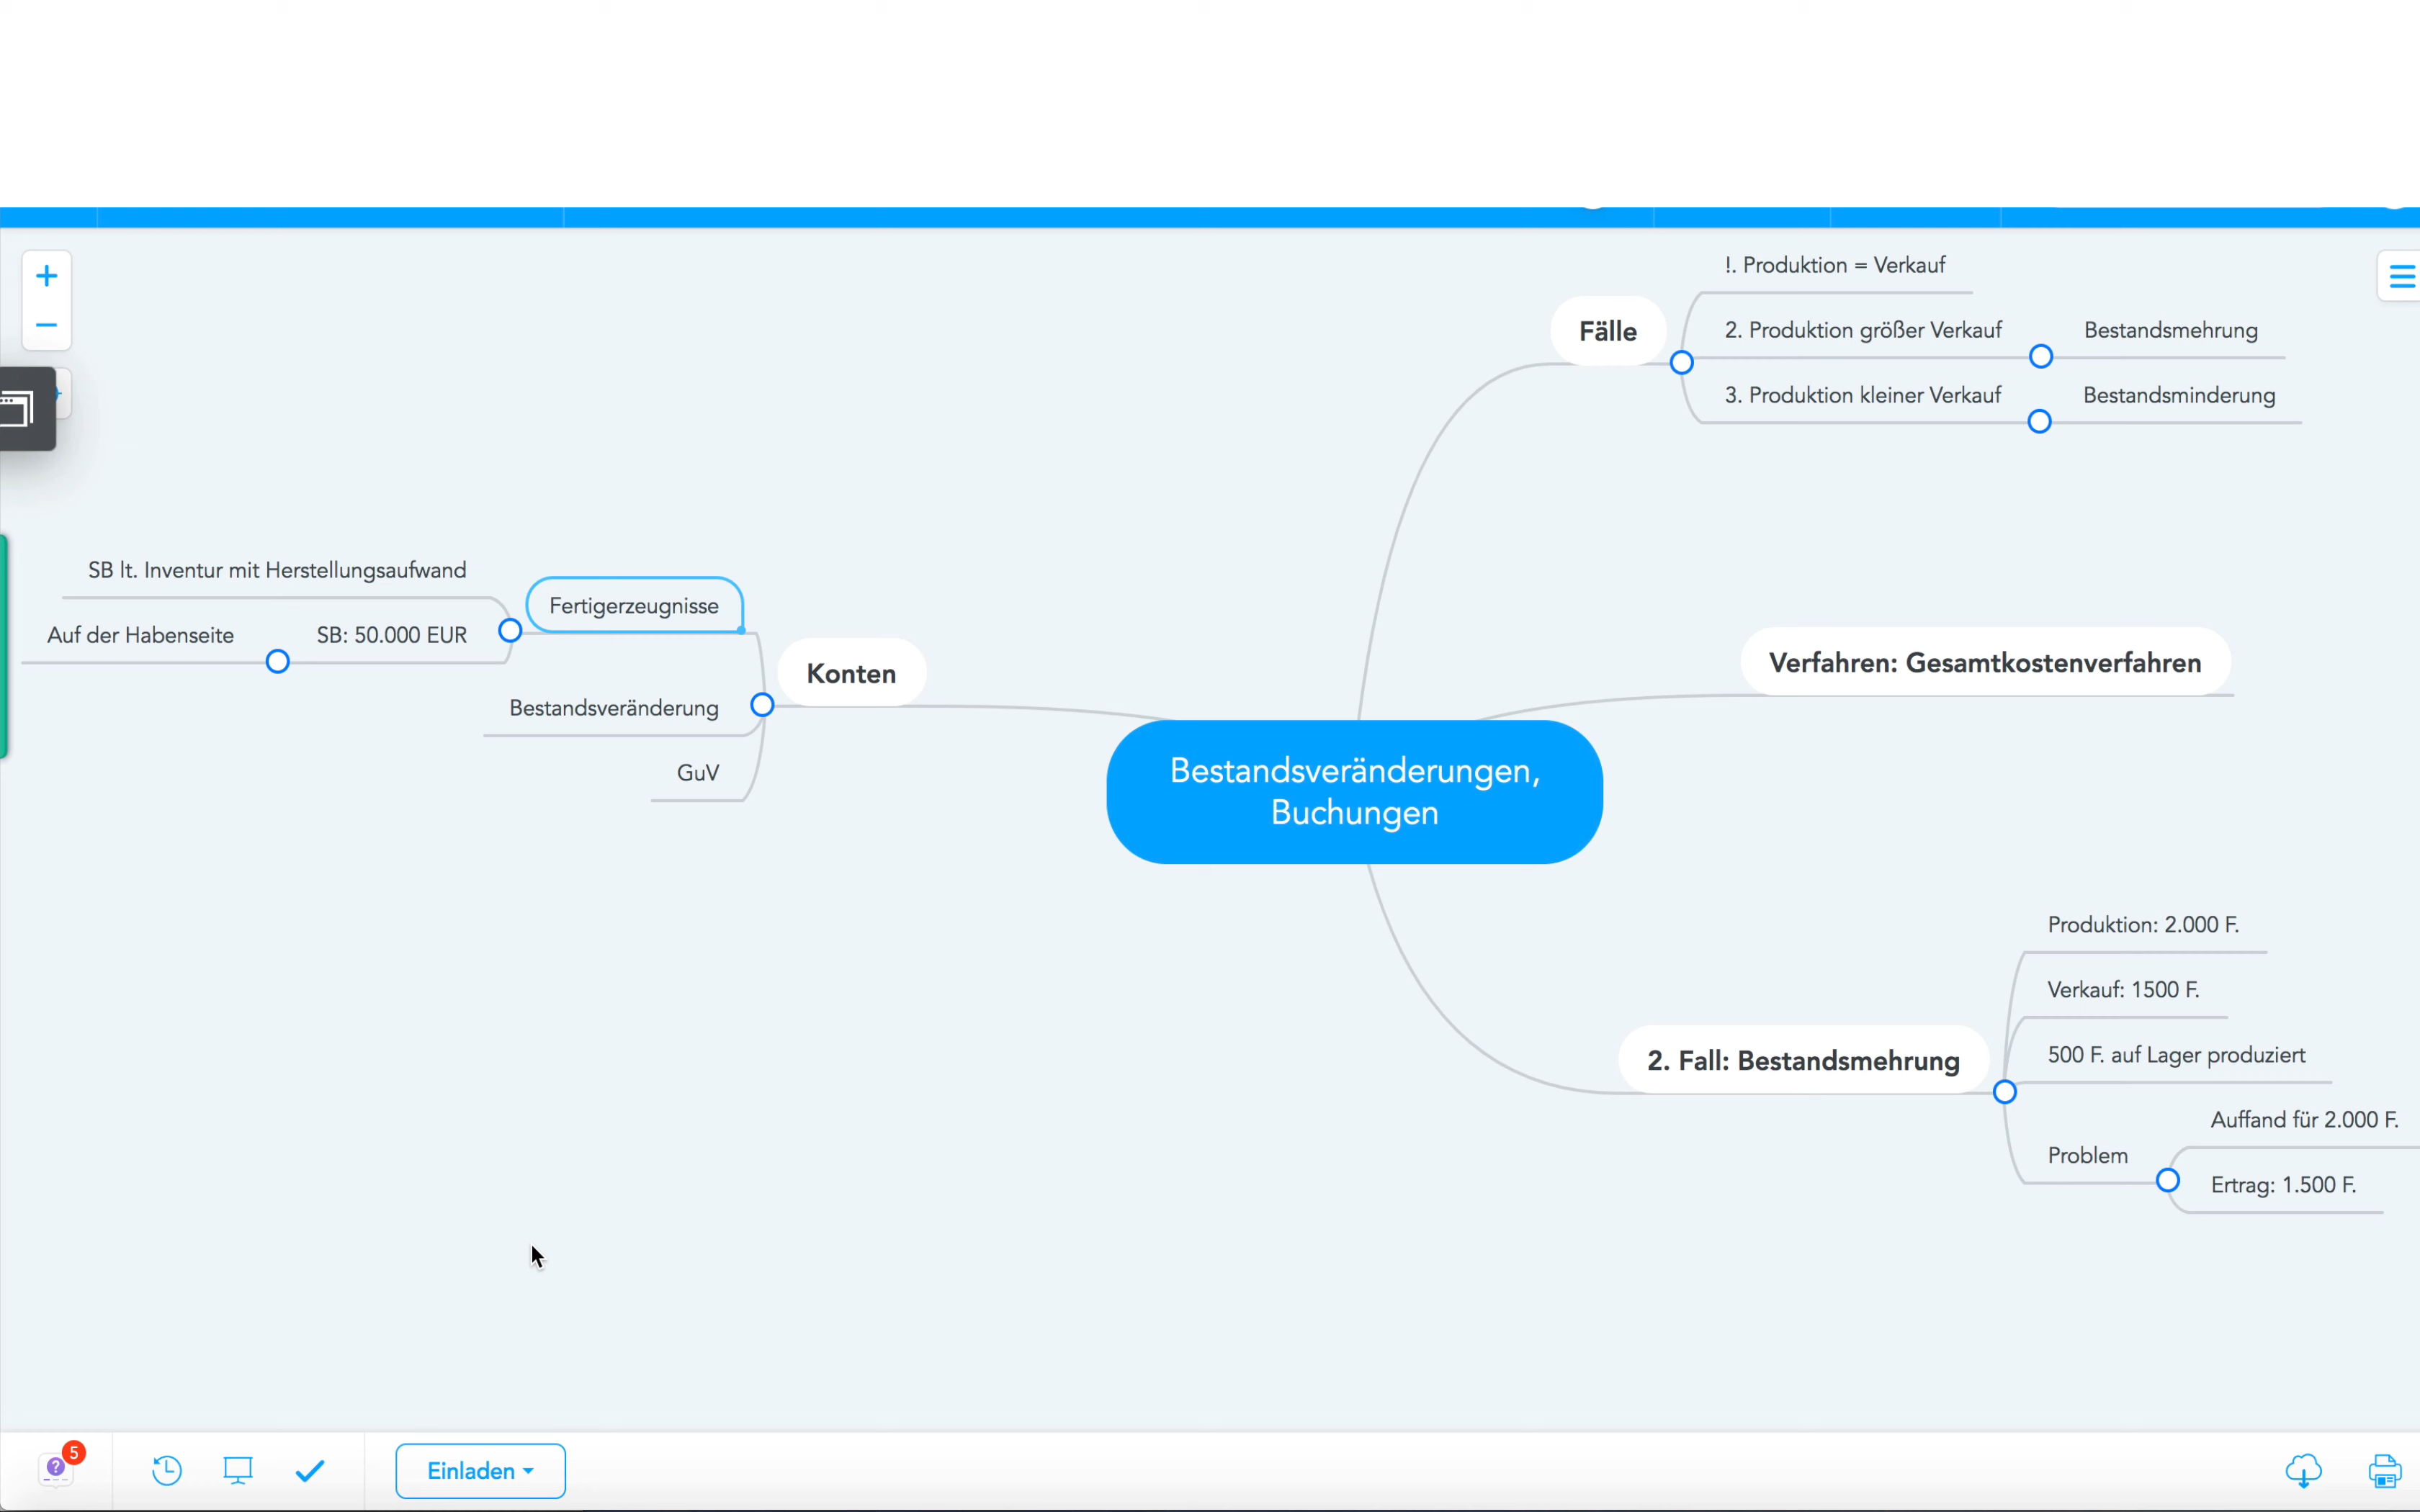 !. Produktion = Verkauf
Fälle
2. Produktion größer Verkauf
Bestandsmehrung
3. Produktion kleiner Verkauf
Bestandsminderung
SB lt. Inventur mit Herstellungsaufwand
Fertigerzeugnisse
Auf der Habenseite
SB: 50.000 EUR
Konten
Bestandsveränderung
GuV
Verfahren: Gesamtkostenverfahren
Bestandsveränderungen,
Buchungen
Produktion: 2.000 F.
Verkauf: 1500 F.
2. Fall: Bestandsmehrung
500 F. auf Lager produziert
Auffand für 2.000 F.
Problem
Ertrag: 1.500 F.
5
?
Einladen